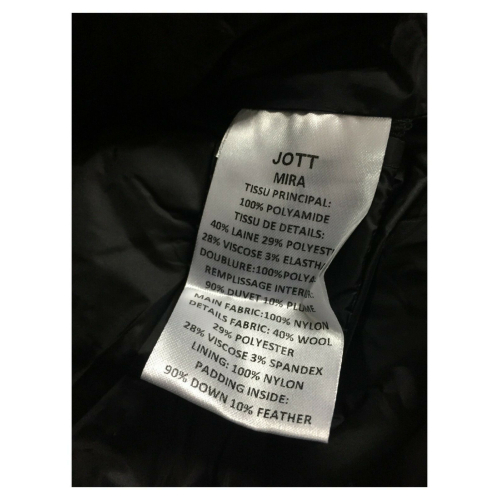 JOTT
MIRA
TISSU PRINCIPAL:
100% POLYAMIDE
TISSU DE DETAILS:
40% LAINE 29% POLYEST
28% VISCOSE 3% ELASTH
DOUBLURE:100%POLYA
REMPLISSAGE INTERI
90% DUVET 10% PLUME
MAIN FABRIC:100% NYLON
DETAILS FABRIC: 40% WOOL
29% POLYESTER
28% VISCOSE 3% SPANDEX
LINING: 100% NYLON
PADDING INSIDE:
90% DOWN 10% FEATHER